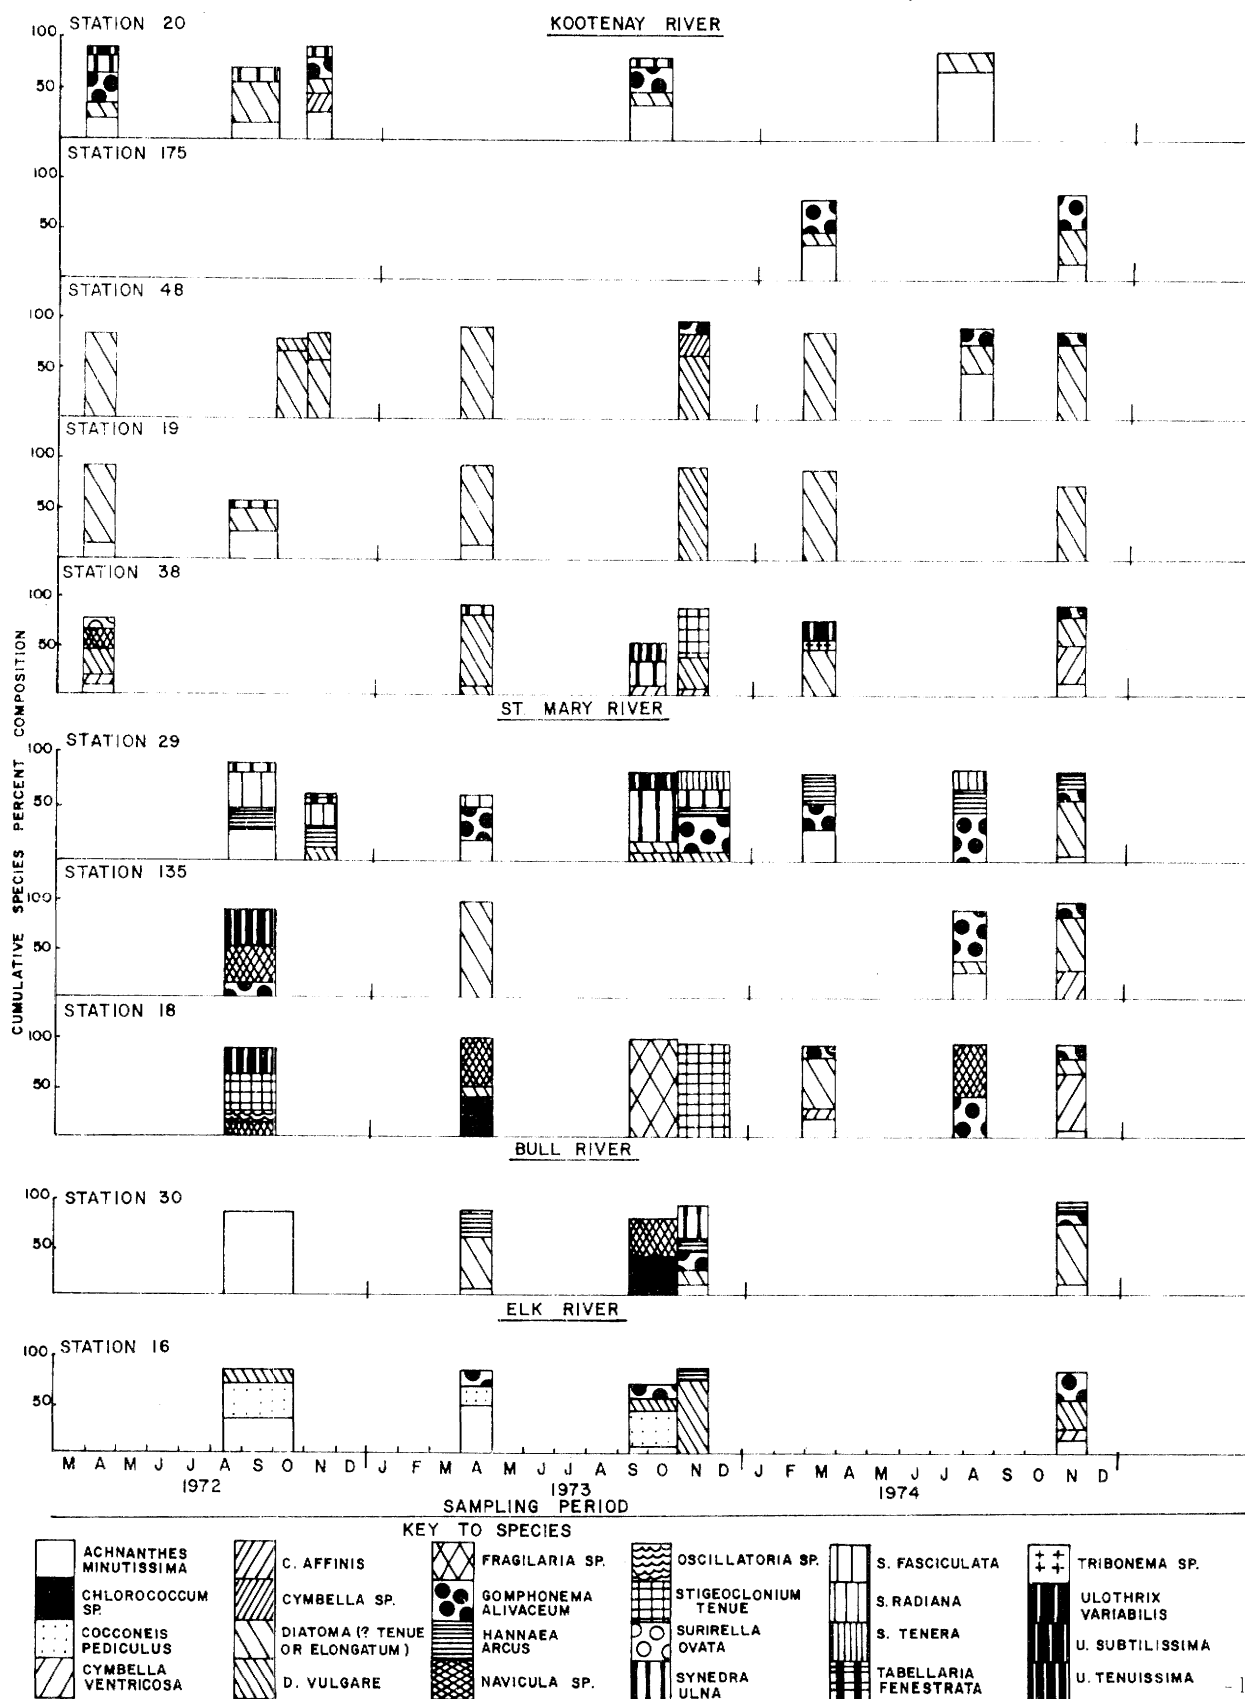 KOOTENAY RIVER
STATION 20
100
50
STATION 175
100
50
STATION 48
100
50
STATION 19
100
50
STATION 38
100
50
ST. MARY RIVER
STATION 29
100
50
STATION 135
100
50
STATION 18
100
50
BULL RIVER
STATION 30
100
50
ELK RIVER
STATION 16
100
50
CUMULATIVE SPECIES PERCENT COMPOSITION
M A M J J A S O N D J F M A M J J A S O N D J F M A M J J A S O N D
1972 1973 1974
SAMPLING PERIOD
KEY TO SPECIES
ACHNANTHES
MINUTISSIMA
CHLOROCOCCUM
SP.
COCCONEIS
PEDICULUS
CYMBELLA
VENTRICOSA
C. AFFINIS
CYMBELLA SP.
DIATOMA (? TENUE
OR ELONGATUM)
D. VULGARE
FRAGILARIA SP.
GOMPHONEMA
ALIVACEUM
HANNAEA
ARCUS
NAVICULA SP.
OSCILLATORIA SP.
STIGEOCLONIUM
TENUE
SURIRELLA
OVATA
SYNEDRA
ULNA
S. FASCICULATA
S. RADIANA
S. TENERA
TABELLARIA
FENESTRATA
TRIBONEMA SP.
ULOTHRIX
VARIABILIS
U. SUBTILISSIMA
U. TENUISSIMA